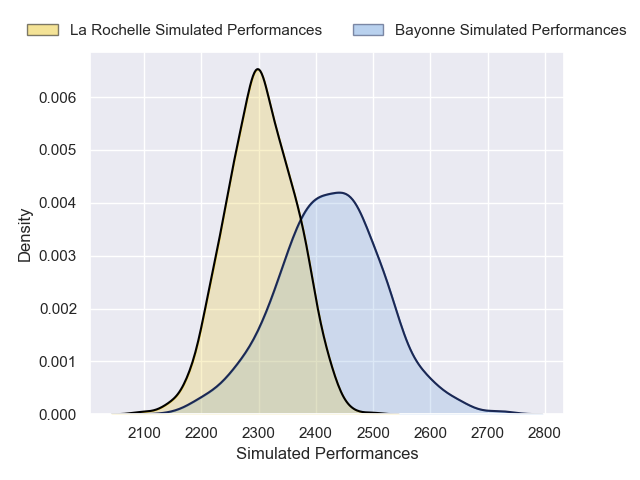 La Rochelle Simulated Performances Bayonne Simulated Performances
0.006
0.005
0.004
0.003
0.002
0.001
0.000
Density
2100 2200 2300 2400 2500 2600 2700 2800
Simulated Performances